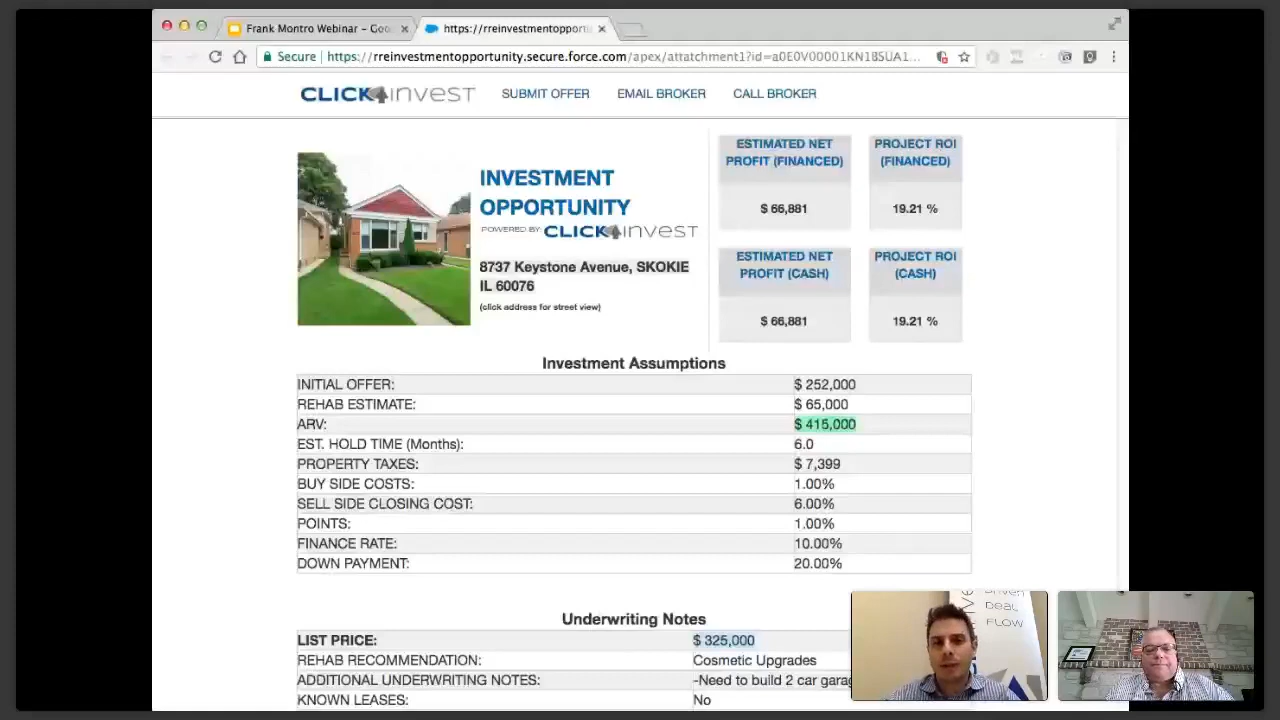 Frank Montro Webinar – Goo
https://rreinvestmentopportu
Secure https://rreinvestmentopportunity.secure.force.com/apex/attatchment1?id=a0E0V00001KN18SUA1...
CLICK INVEST SUBMIT OFFER EMAIL BROKER CALL BROKER
INVESTMENT
OPPORTUNITY
POWERED BY: CLICK INVEST
8737 Keystone Avenue, SKOKIE
IL 60076
(click address for street view)
ESTIMATED NET
PROFIT (FINANCED)
$ 66,881
PROJECT ROI
(FINANCED)
19.21 %
ESTIMATED NET
PROFIT (CASH)
$ 66,881
PROJECT ROI
(CASH)
19.21 %
Investment Assumptions
INITIAL OFFER: $ 252,000
REHAB ESTIMATE: $ 65,000
ARV: $ 415,000
EST. HOLD TIME (Months): 6.0
PROPERTY TAXES: $ 7,399
BUY SIDE COSTS: 1.00%
SELL SIDE CLOSING COST: 6.00%
POINTS: 1.00%
FINANCE RATE: 10.00%
DOWN PAYMENT: 20.00%
Underwriting Notes
LIST PRICE: $ 325,000
REHAB RECOMMENDATION: Cosmetic Upgrades
ADDITIONAL UNDERWRITING NOTES: -Need to build 2 car garag
KNOWN LEASES: No
DEAL
FLOW